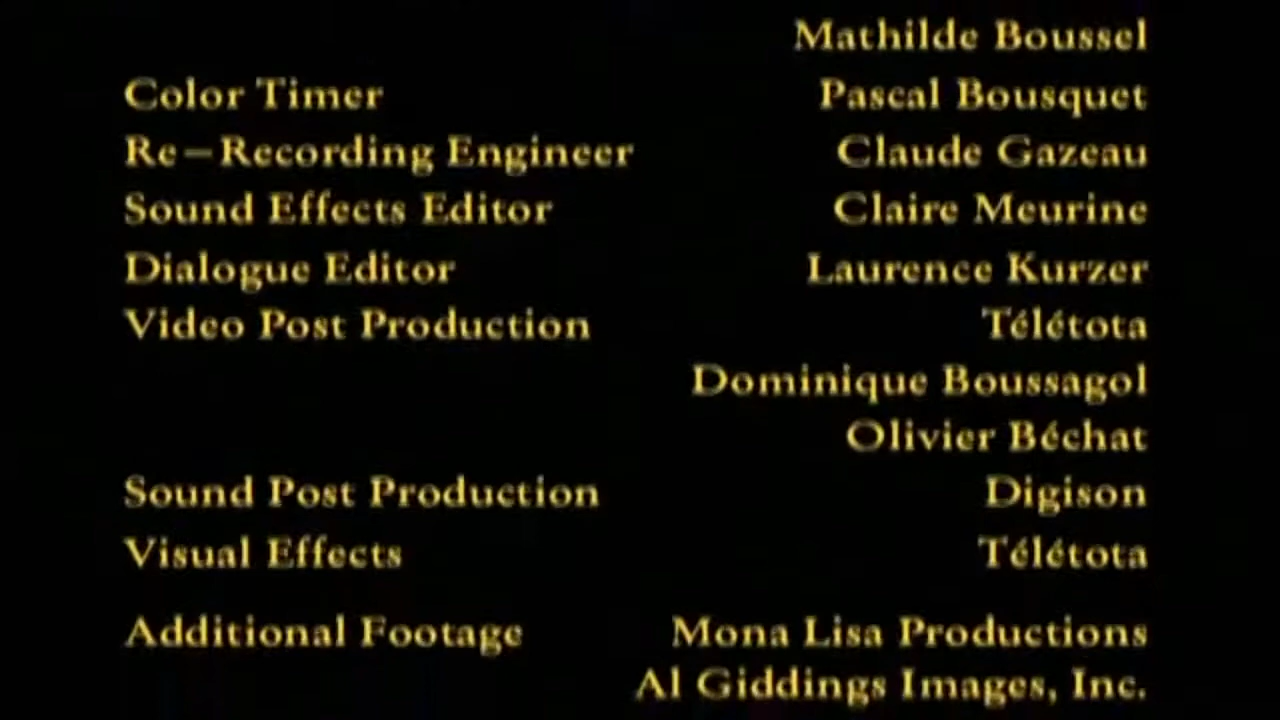 Mathilde Boussel
Color Timer Pascal Bousquet
Re-Recording Engineer Claude Gazeau
Sound Effects Editor Claire Meurine
Dialogue Editor Laurence Kurzer
Video Post Production Télétota
Dominique Boussagol
Olivier Béchat
Sound Post Production Digison
Visual Effects Télétota
Additional Footage Mona Lisa Productions
Al Giddings Images, Inc.